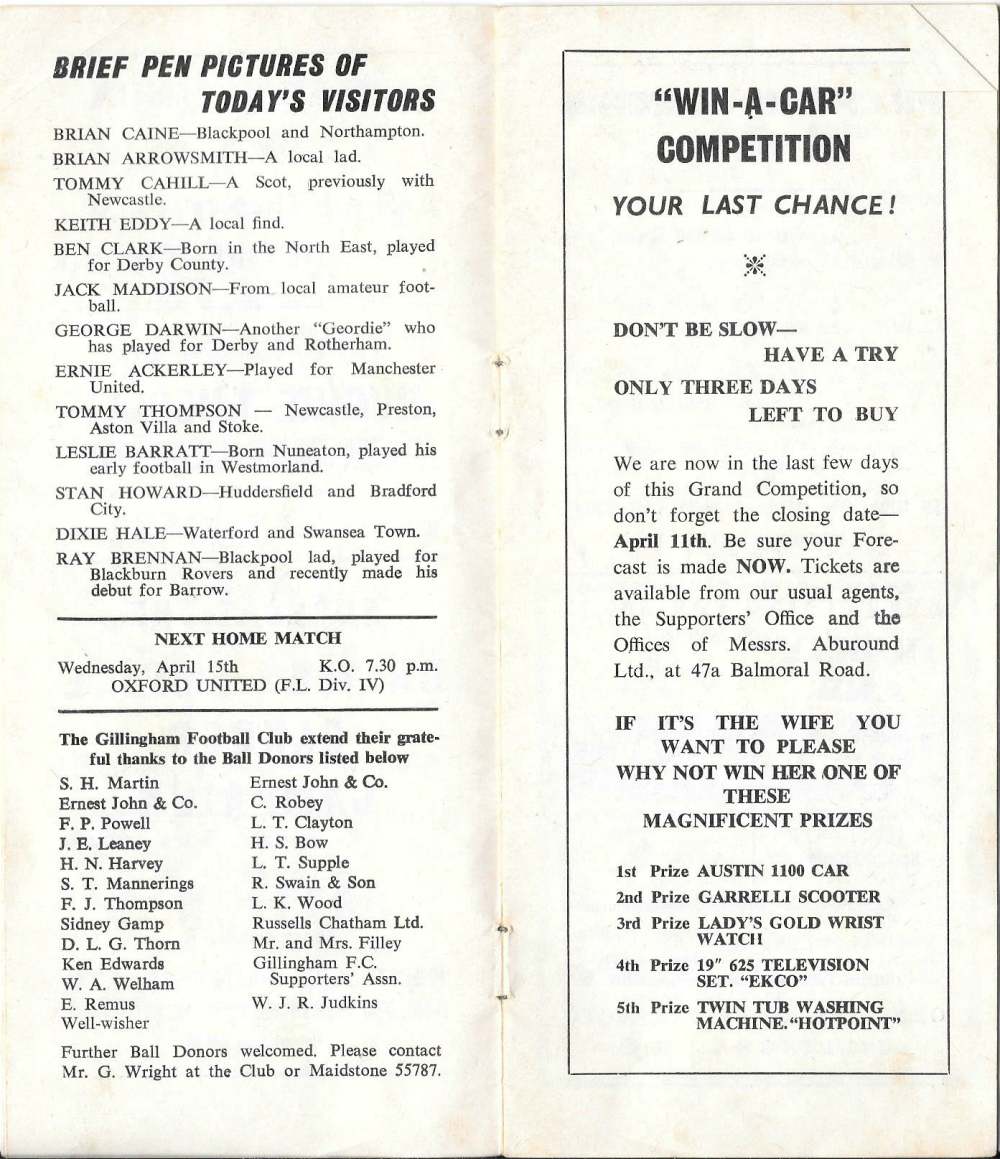 BRIEF PEN PICTURES OF
TODAY'S VISITORS
BRIAN CAINE—Blackpool and Northampton.
BRIAN ARROWSMITH—A local lad.
TOMMY CAHILL—A Scot, previously with
Newcastle.
KEITH EDDY—A local find.
BEN CLARK—Born in the North East, played
for Derby County.
JACK MADDISON—From local amateur foot-
ball.
GEORGE DARWIN—Another "Geordie" who
has played for Derby and Rotherham.
ERNIE ACKERLEY—Played for Manchester
United.
TOMMY THOMPSON — Newcastle, Preston,
Aston Villa and Stoke.
LESLIE BARRATT—Born Nuneaton, played his
early football in Westmorland.
STAN HOWARD—Huddersfield and Bradford
City.
DIXIE HALE—Waterford and Swansea Town.
RAY BRENNAN—Blackpool lad, played for
Blackburn Rovers and recently made his
debut for Barrow.
NEXT HOME MATCH
Wednesday, April 15th K.O. 7.30 p.m.
OXFORD UNITED (F.L. Div. IV)
The Gillingham Football Club extend their grate-
ful thanks to the Ball Donors listed below
S. H. Martin
Ernest John & Co.
F. P. Powell
J. E. Leaney
H. N. Harvey
S. T. Mannerings
F. J. Thompson
Sidney Gamp
D. L. G. Thorn
Ken Edwards
W. A. Welham
E. Remus
Well-wisher
Ernest John & Co.
C. Robey
L. T. Clayton
H. S. Bow
L. T. Supple
R. Swain & Son
L. K. Wood
Russells Chatham Ltd.
Mr. and Mrs. Filley
Gillingham F.C.
Supporters' Assn.
W. J. R. Judkins
Further Ball Donors welcomed. Please contact
Mr. G. Wright at the Club or Maidstone 55787.
"WIN-A-CAR"
COMPETITION
YOUR LAST CHANCE!
DON'T BE SLOW—
HAVE A TRY
ONLY THREE DAYS
LEFT TO BUY
We are now in the last few days
of this Grand Competition, so
don't forget the closing date—
April 11th. Be sure your Fore-
cast is made NOW. Tickets are
available from our usual agents,
the Supporters' Office and the
Offices of Messrs. Aburound
Ltd., at 47a Balmoral Road.
IF IT'S THE WIFE YOU
WANT TO PLEASE
WHY NOT WIN HER ONE OF
THESE
MAGNIFICENT PRIZES
1st Prize AUSTIN 1100 CAR
2nd Prize GARRELLI SCOOTER
3rd Prize LADY'S GOLD WRIST
WATCH
4th Prize 19" 625 TELEVISION
SET. "EKCO"
5th Prize TWIN TUB WASHING
MACHINE. "HOTPOINT"